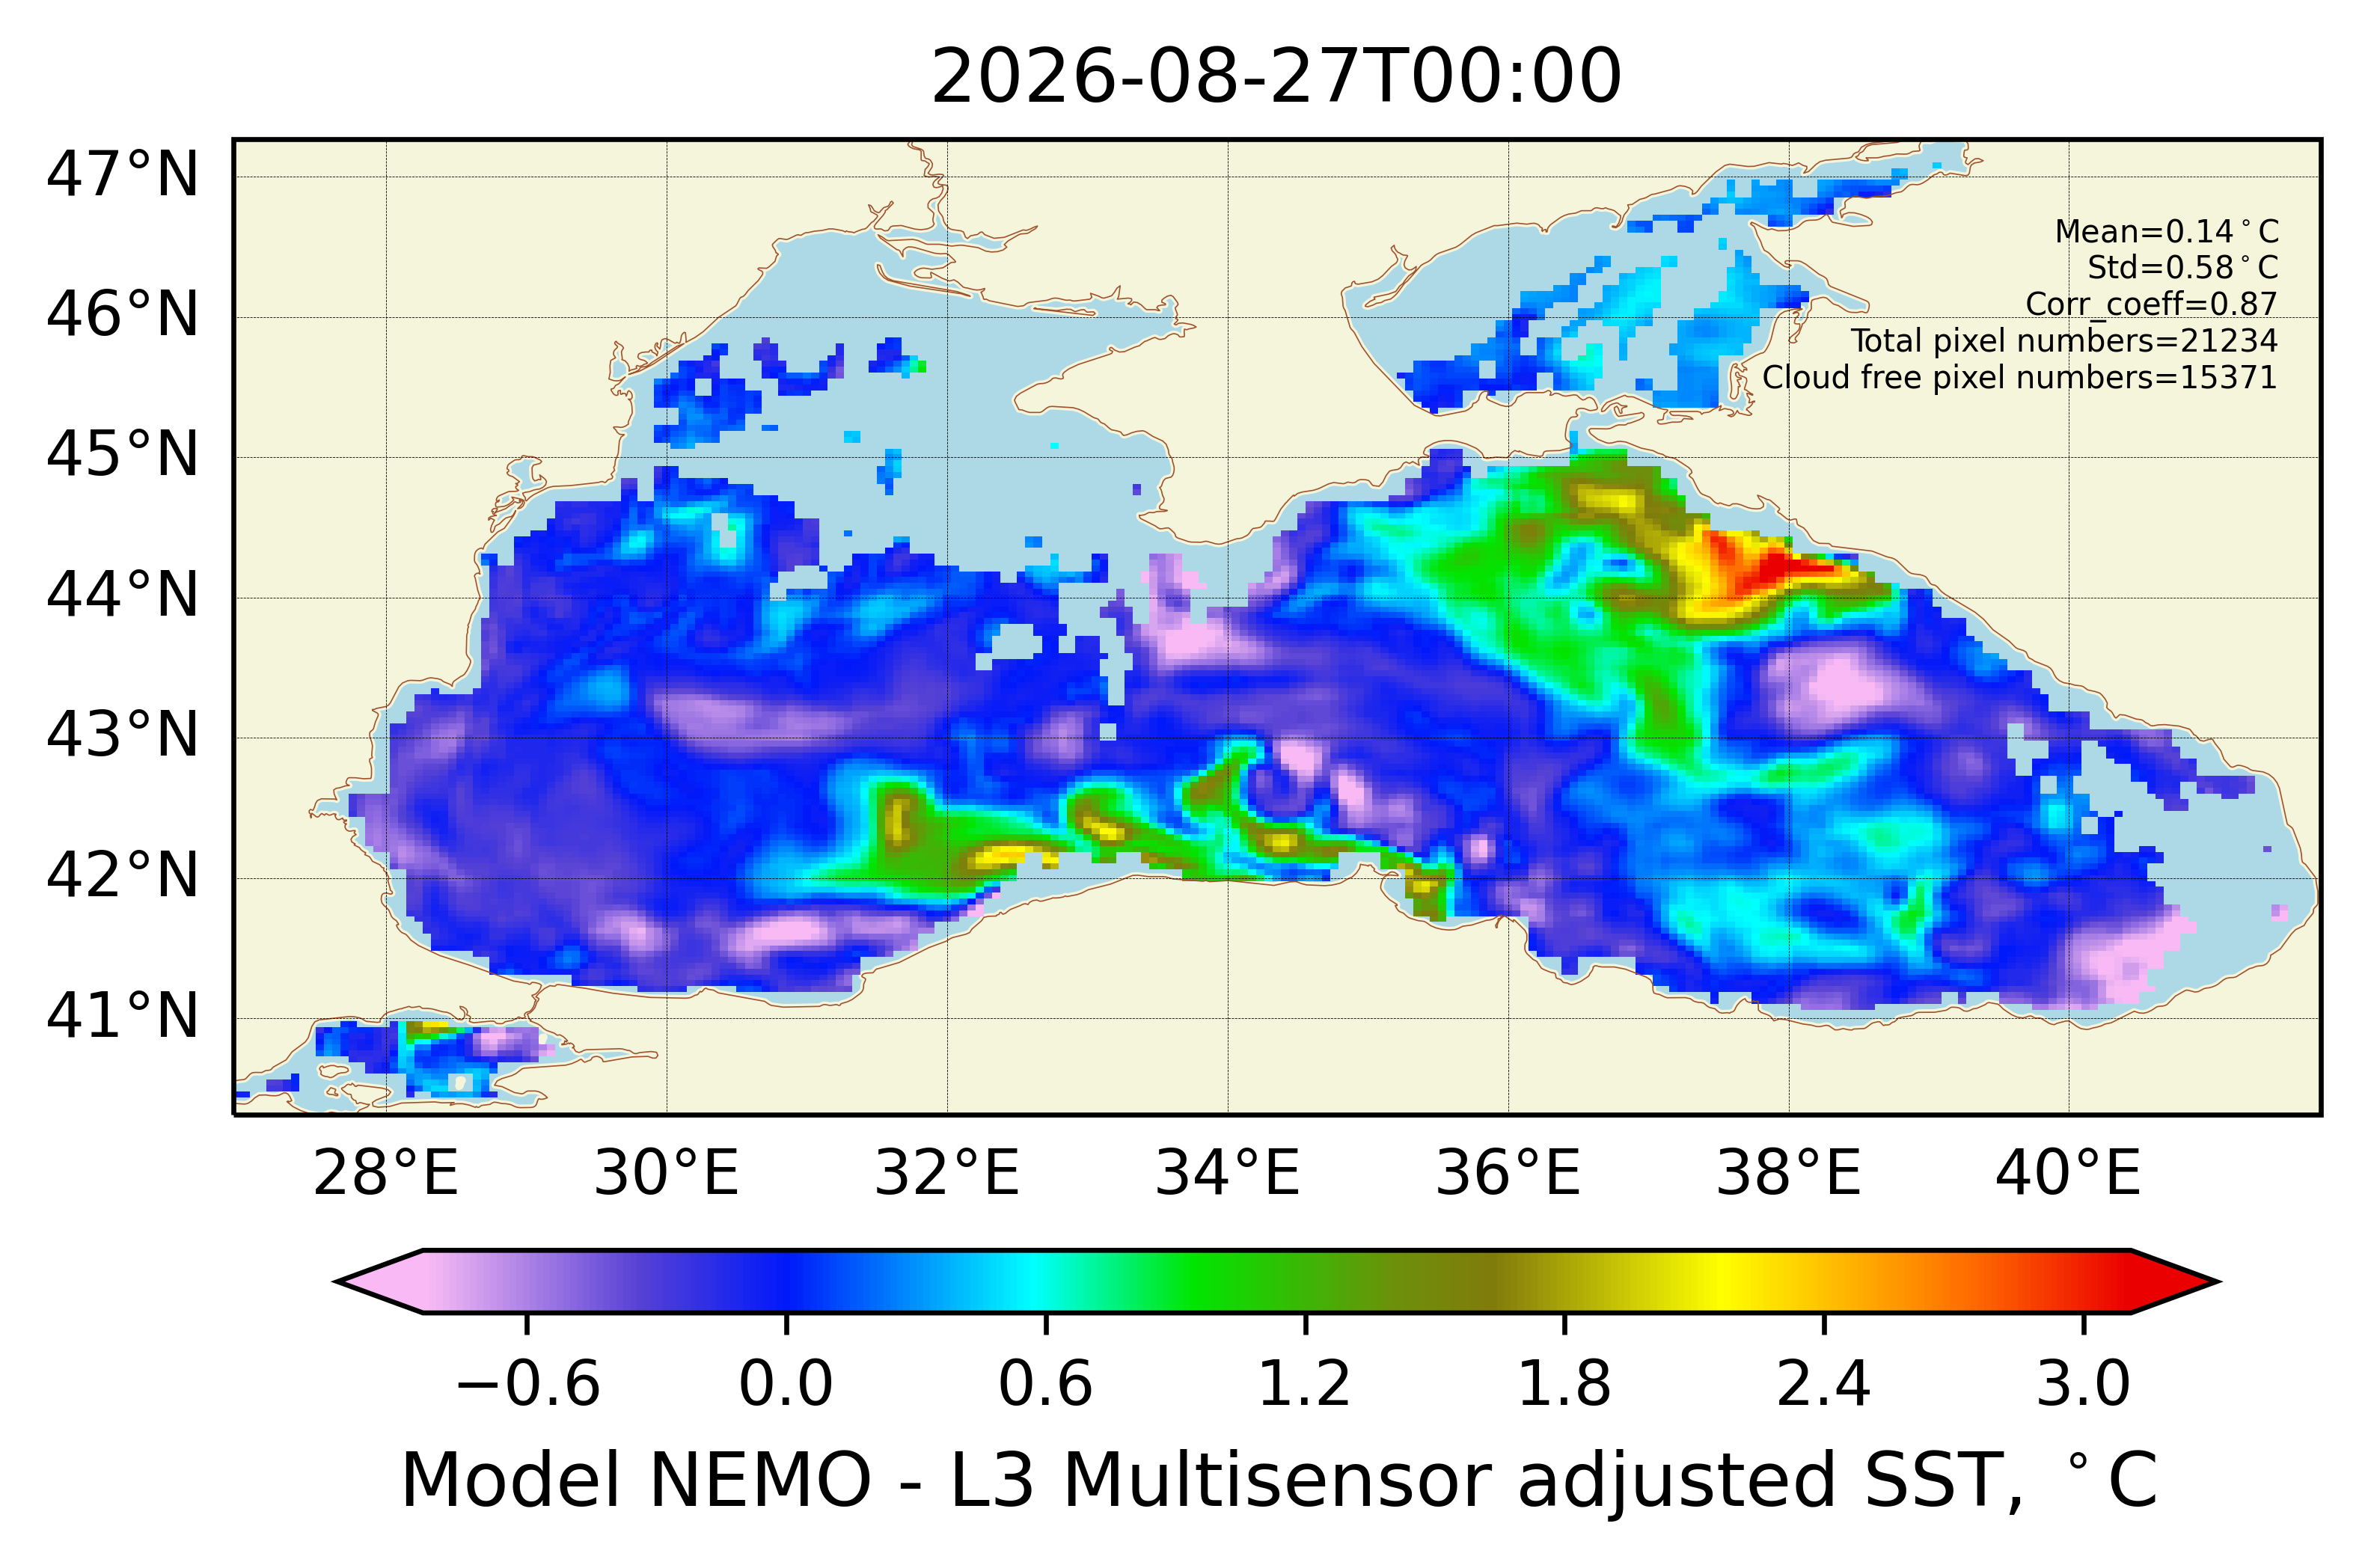 2026-08-27T00:00
47°N
46°N
45°N
44°N
43°N
42°N
41°N
Mean=0.14°C
Std=0.58°C
Corr_coeff=0.87
Total pixel numbers=21234
Cloud free pixel numbers=15371
28°E 30°E 32°E 34°E 36°E 38°E 40°E
−0.6 0.0 0.6 1.2 1.8 2.4 3.0
Model NEMO - L3 Multisensor adjusted SST, °C